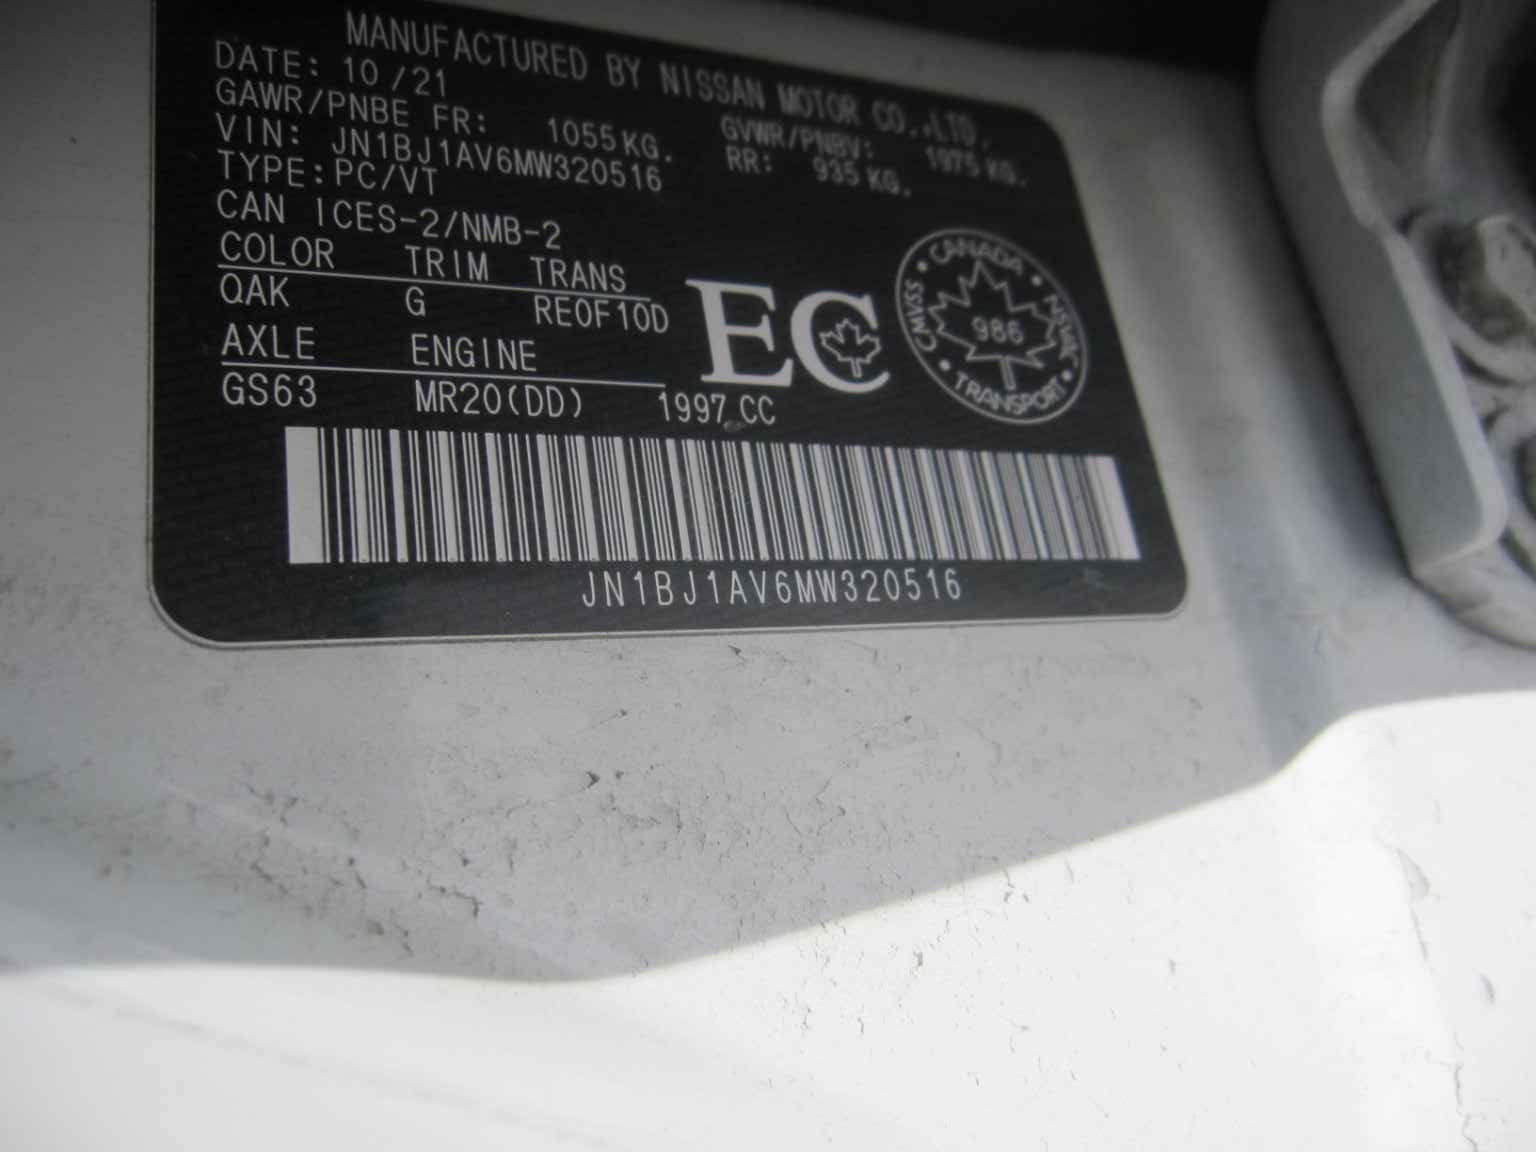 MANUFACTURED BY NISSAN MOTOR CO.,LTD.
DATE: 10 /21
GVWR/PNBV: 1975 KG.
GAWR/PNBE FR: 1055 KG. RR: 935 KG.
VIN: JN1BJ1AV6MW320516
TYPE:PC/VT
CAN ICES-2/NMB-2
COLOR TRIM TRANS
QAK G RE0F10D
AXLE ENGINE
GS63 MR20(DD) 1997 CC
EC
CANADA
CMVSS
NSVAC
986
TRANSPORT
JN1BJ1AV6MW320516